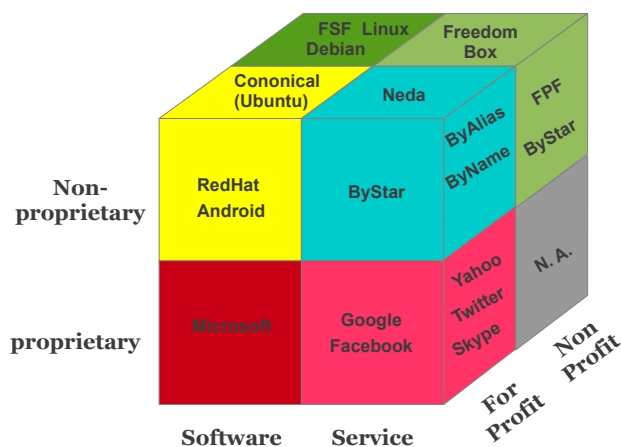 FSF Linux
Debian
Freedom
Box
Cononical
(Ubuntu)
Neda
FPF
ByStar
ByAlias
ByName
Non-
proprietary
RedHat
Android
ByStar
Yahoo
Twitter
Skype
N. A.
proprietary
Microsoft
Google
Facebook
For
Profit
Non
Profit
Software
Service